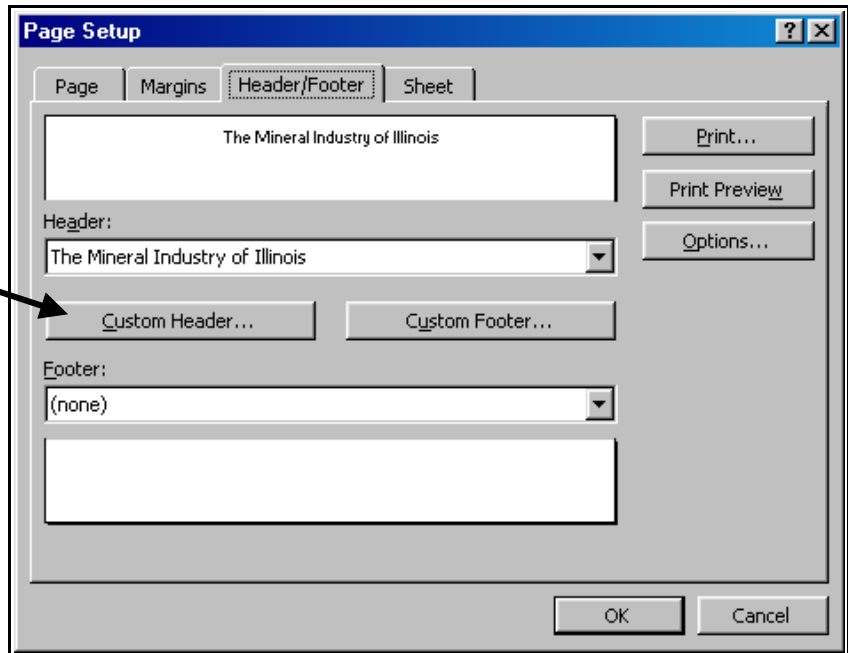 Page Setup
Page Margins Header/Footer Sheet
The Mineral Industry of Illinois
Print...
Print Preview
Options...
Header:
The Mineral Industry of Illinois
Custom Header... Custom Footer...
Footer:
(none)
OK Cancel